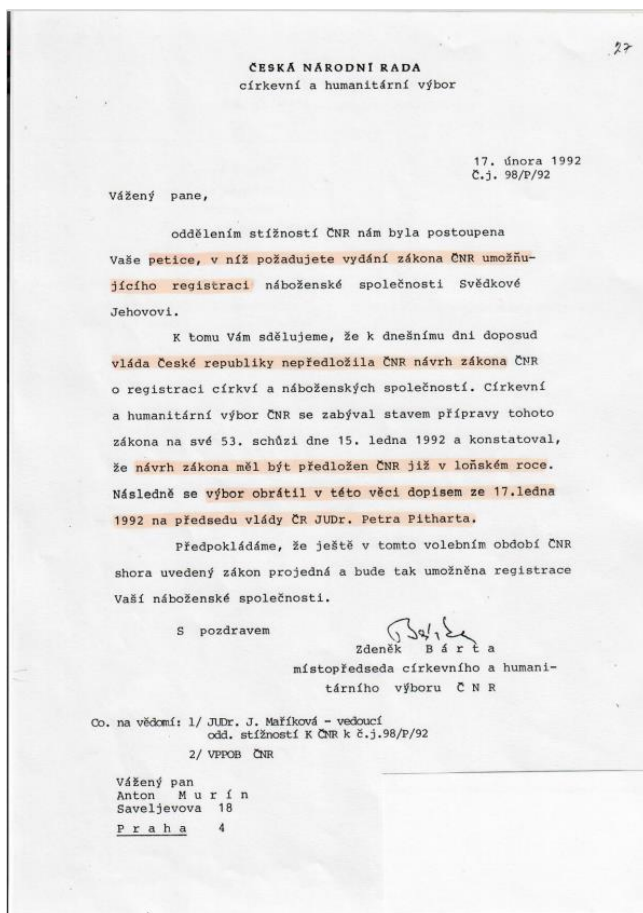 27
ČESKÁ NÁRODNÍ RADA
církevní a humanitární výbor
17. února 1992
Č.j. 98/P/92
Vážený pane,
oddělením stížností ČNR nám byla postoupena
Vaše petice, v níž požadujete vydání zákona ČNR umožňu-
jícího registraci náboženské společnosti Svědkové
Jehovovi.
K tomu Vám sdělujeme, že k dnešnímu dni doposud
vláda České republiky nepředložila ČNR návrh zákona ČNR
o registraci církví a náboženských společností. Církevní
a humanitární výbor ČNR se zabýval stavem přípravy tohoto
zákona na své 53. schůzi dne 15. ledna 1992 a konstatoval,
že návrh zákona měl být předložen ČNR již v loňském roce.
Následně se výbor obrátil v této věci dopisem ze 17.ledna
1992 na předsedu vlády ČR JUDr. Petra Pitharta.
Předpokládáme, že ještě v tomto volebním období ČNR
shora uvedený zákon projedná a bude tak umožněna registrace
Vaší náboženské společnosti.
S pozdravem
Zdeněk B á r t a
místopředseda církevního a humani-
tárního výboru Č N R
Co. na vědomí: 1/ JUDr. J. Maříková - vedoucí
odd. stížností K ČNR k č.j.98/P/92
2/ VPPOB ČNR
Vážený pan
Anton M u r í n
Saveljevova 18
P r a h a 4